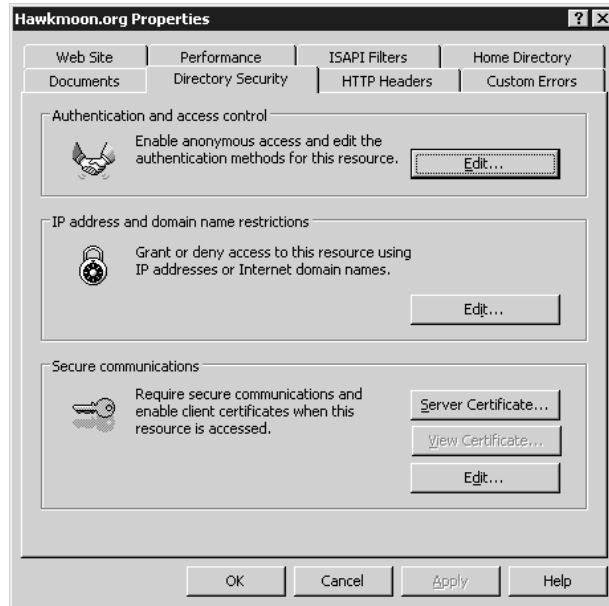 Hawkmoon.org Properties
Web Site
Performance
ISAPI Filters
Home Directory
Documents
Directory Security
HTTP Headers
Custom Errors
Authentication and access control
Enable anonymous access and edit the
authentication methods for this resource.
Edit...
IP address and domain name restrictions
Grant or deny access to this resource using
IP addresses or Internet domain names.
Edit...
Secure communications
Require secure communications and
enable client certificates when this
resource is accessed.
Server Certificate...
View Certificate...
Edit...
OK
Cancel
Apply
Help